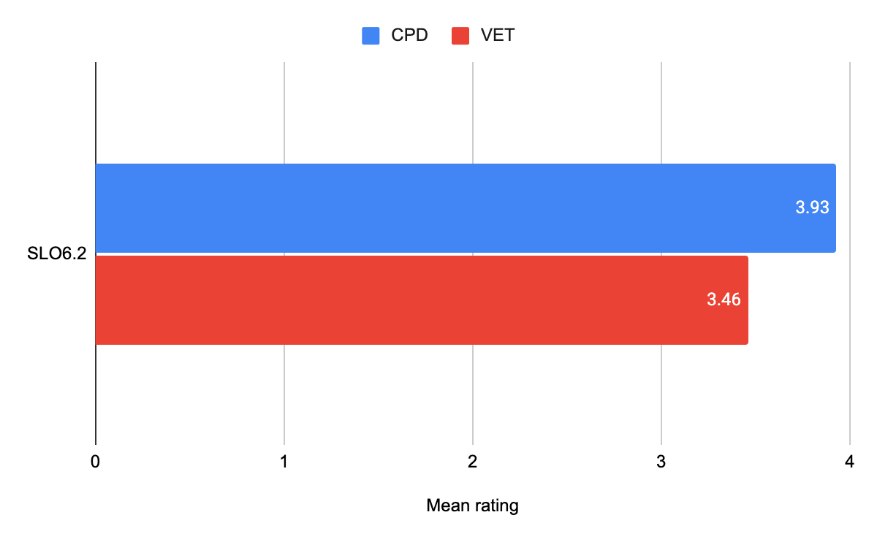 CPD VET
3.93
SLO6.2
3.46
0 1 2 3 4
Mean rating